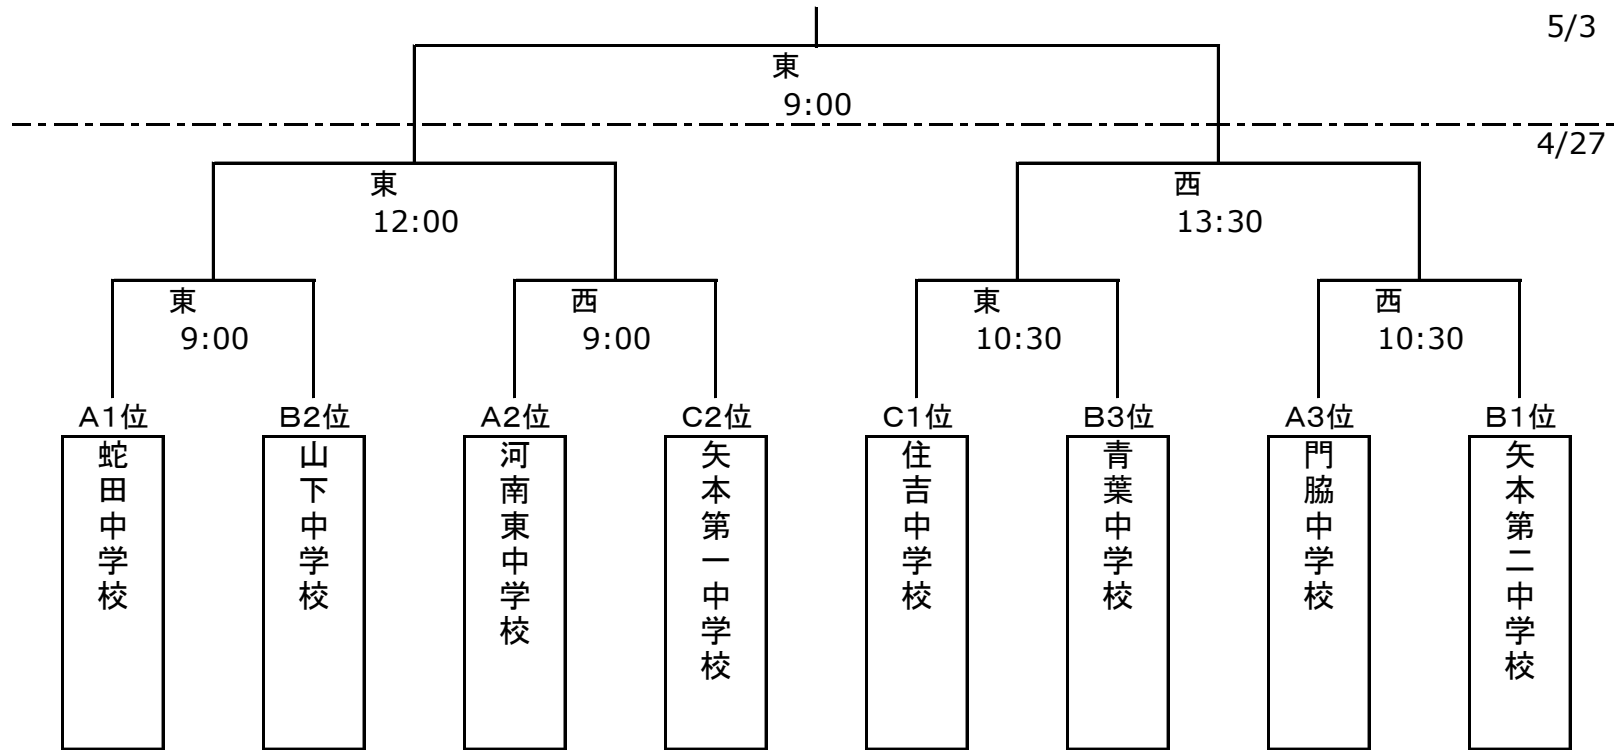 5/3
東
9:00
4/27
東
12:00
西
13:30
東
9:00
西
9:00
東
10:30
西
10:30
A1位
B2位
A2位
C2位
C1位
B3位
A3位
B1位
蛇田中学校
山下中学校
河南東中学校
矢本第一中学校
住吉中学校
青葉中学校
門脇中学校
矢本第二中学校